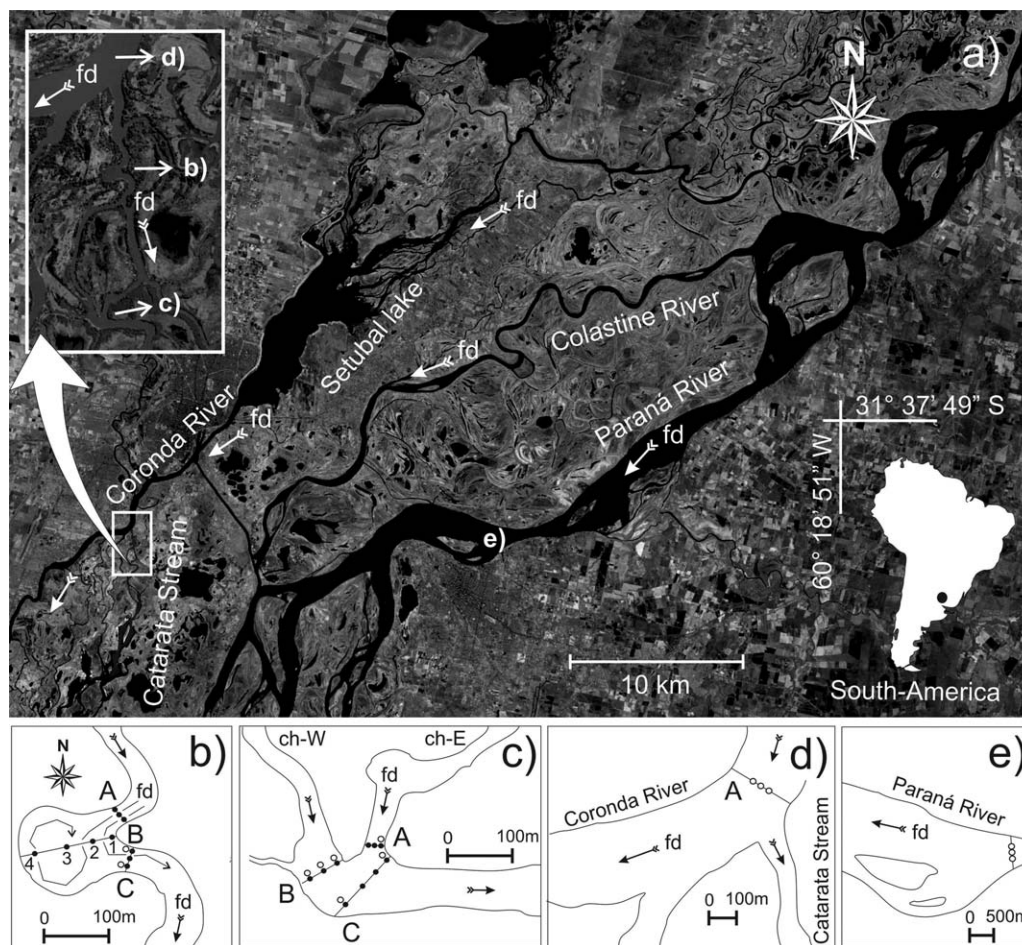 a)
N
d)
fd
b)
fd
c)
fd
Setubal lake
fd
Colastine River
Paraná River
fd
Coronda River
fd
Catarata Stream
e)
31° 37’ 49” S
60° 18’ 51” W
10 km
South-America
b)
N
A
fd
B
1
2
3
4
C
0 100m
c)
ch-W
ch-E
fd
A
0 100m
B
C
d)
Coronda River
A
fd
Catarata Stream
0 100m
e)
Paraná River
fd
0 500m